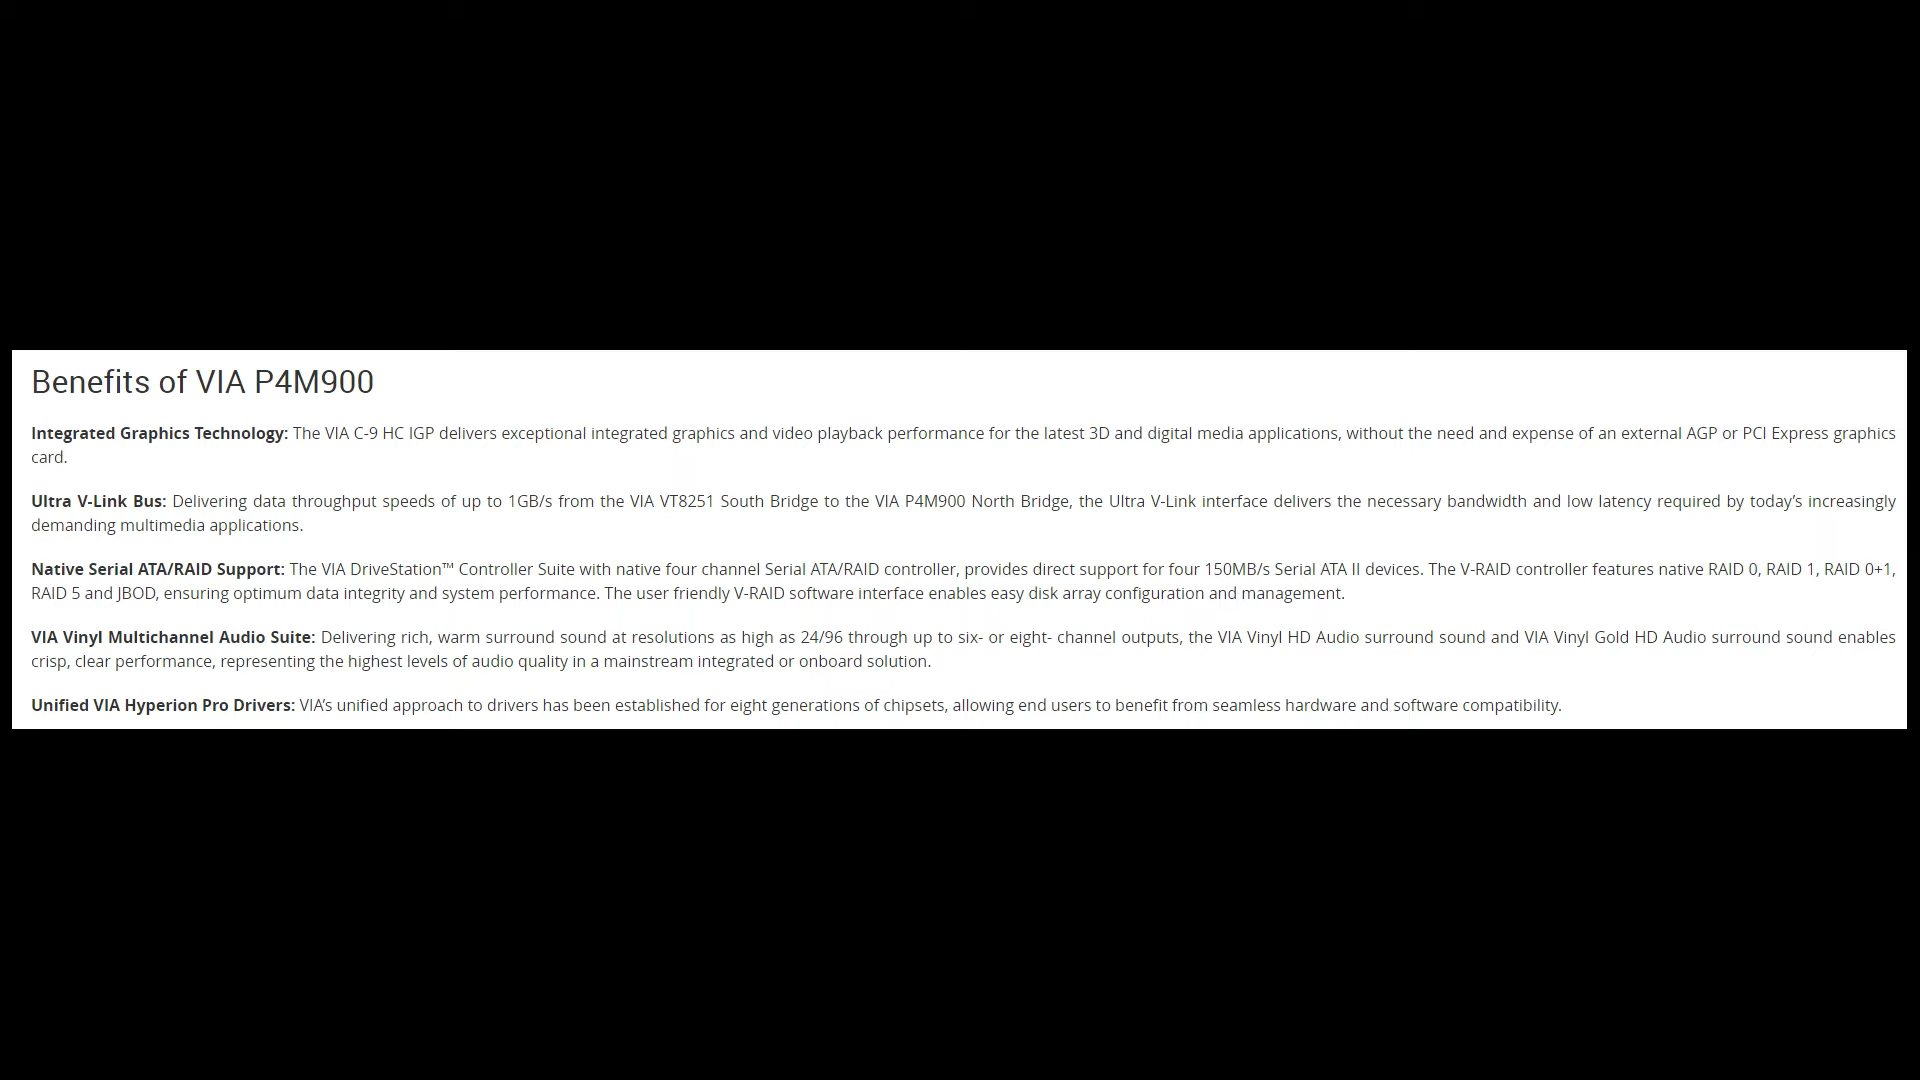 Benefits of VIA P4M900
Integrated Graphics Technology: The VIA C-9 HC IGP delivers exceptional integrated graphics and video playback performance for the latest 3D and digital media applications, without the need and expense of an external AGP or PCI Express graphics
card.
Ultra V-Link Bus: Delivering data throughput speeds of up to 1GB/s from the VIA VT8251 South Bridge to the VIA P4M900 North Bridge, the Ultra V-Link interface delivers the necessary bandwidth and low latency required by today’s increasingly
demanding multimedia applications.
Native Serial ATA/RAID Support: The VIA DriveStation™ Controller Suite with native four channel Serial ATA/RAID controller, provides direct support for four 150MB/s Serial ATA II devices. The V-RAID controller features native RAID 0, RAID 1, RAID 0+1,
RAID 5 and JBOD, ensuring optimum data integrity and system performance. The user friendly V-RAID software interface enables easy disk array configuration and management.
VIA Vinyl Multichannel Audio Suite: Delivering rich, warm surround sound at resolutions as high as 24/96 through up to six- or eight- channel outputs, the VIA Vinyl HD Audio surround sound and VIA Vinyl Gold HD Audio surround sound enables
crisp, clear performance, representing the highest levels of audio quality in a mainstream integrated or onboard solution.
Unified VIA Hyperion Pro Drivers: VIA’s unified approach to drivers has been established for eight generations of chipsets, allowing end users to benefit from seamless hardware and software compatibility.